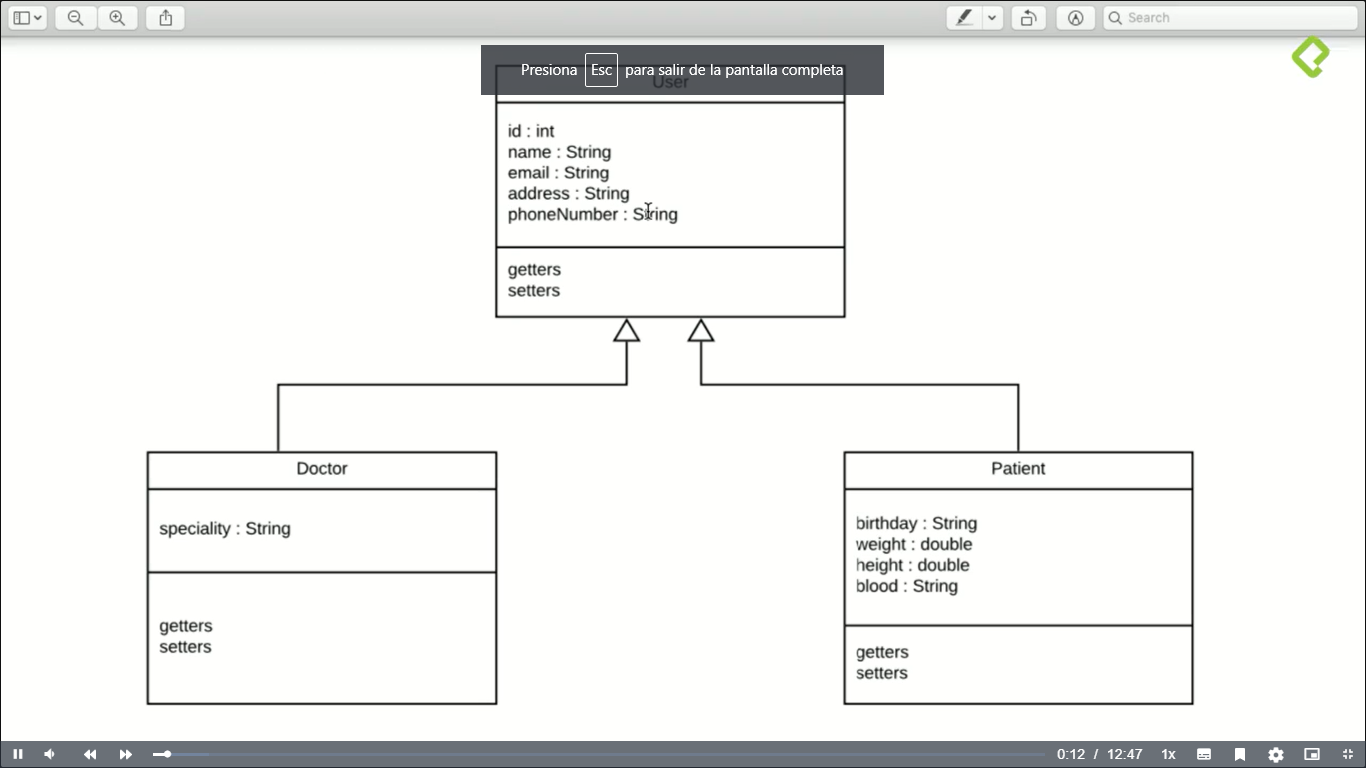 Search
Presiona Esc para salir de la pantalla completa
User
id : int
name : String
email : String
address : String
phoneNumber : String
getters
setters
Doctor
speciality : String
getters
setters
Patient
birthday : String
weight : double
height : double
blood : String
getters
setters
0:12 / 12:47 1x